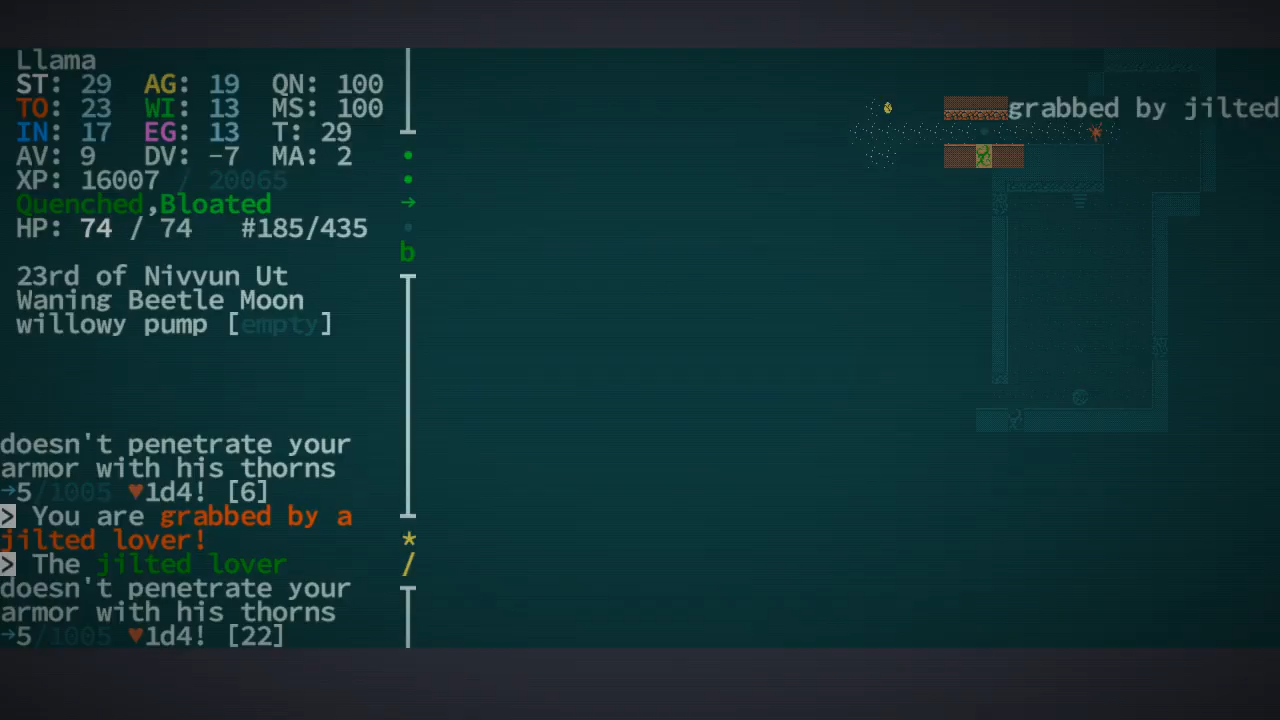 Llama
ST: 29 AG: 19 QN: 100
TO: 23 WI: 13 MS: 100
IN: 17 EG: 13 T: 29
AV: 9 DV: -7 MA: 2
XP: 16007 / 20065
Quenched,Bloated
HP: 74 / 74 #185/435
b
23rd of Nivvun Ut
Waning Beetle Moon
willowy pump [empty]
grabbed by jilted
doesn't penetrate your
armor with his thorns
→5/1005 ♥1d4! [6]
> You are grabbed by a
jilted lover!
> The jilted lover
doesn't penetrate your
armor with his thorns
→5/1005 ♥1d4! [22]